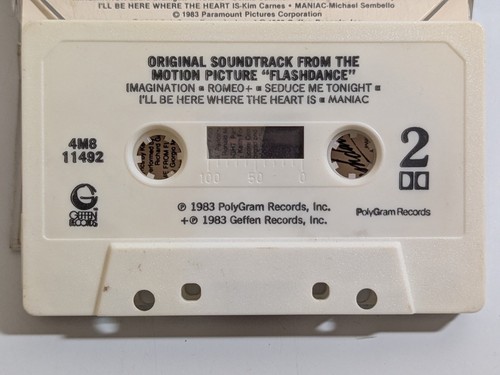 I'LL BE HERE WHERE THE HEART IS-Kim Carnes • MANIAC-Michael Sembello
© 1983 Paramount Pictures Corporation
ORIGINAL SOUNDTRACK FROM THE
MOTION PICTURE "FLASHDANCE"
IMAGINATION ■ ROMEO+ ■ SEDUCE ME TONIGHT ■
I'LL BE HERE WHERE THE HEART IS ■ MANIAC
4M8
11492
2
100 50 0
G
GEFFEN
RECORDS
℗ 1983 PolyGram Records, Inc.
+℗ 1983 Geffen Records, Inc.
PolyGram Records